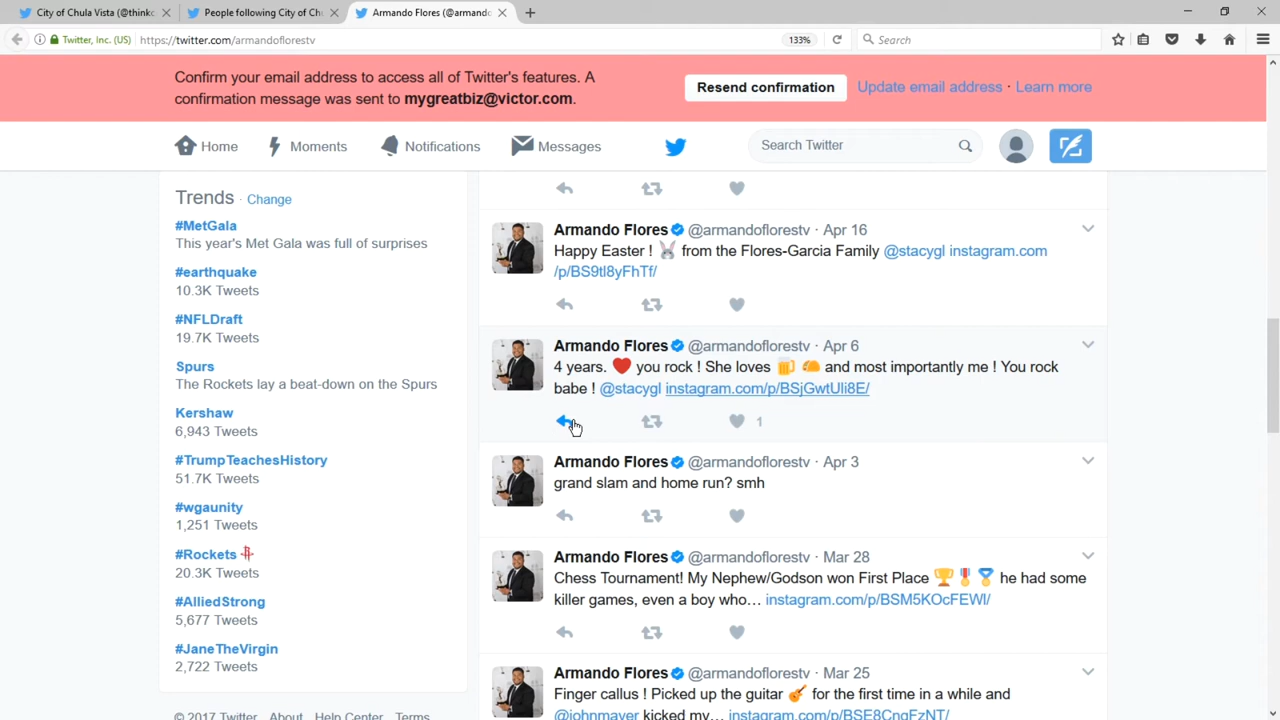 City of Chula Vista (@think
People following City of Chu
Armando Flores (@armando
Twitter, Inc. (US)
https://twitter.com/armandoflorestv
133%
Search
Confirm your email address to access all of Twitter's features. A
confirmation message was sent to mygreatbiz@victor.com.
Resend confirmation
Update email address · Learn more
Home
Moments
Notifications
Messages
Search Twitter
Trends · Change
#MetGala
This year's Met Gala was full of surprises
#earthquake
10.3K Tweets
#NFLDraft
19.7K Tweets
Spurs
The Rockets lay a beat-down on the Spurs
Kershaw
6,943 Tweets
#TrumpTeachesHistory
51.7K Tweets
#wgaunity
1,251 Tweets
#Rockets
20.3K Tweets
#AlliedStrong
5,677 Tweets
#JaneTheVirgin
2,722 Tweets
© 2017 Twitter About Help Center Terms
Armando Flores @armandoflorestv · Apr 16
Happy Easter ! 🐰 from the Flores-Garcia Family @stacygl instagram.com
/p/BS9tl8yFhTf/
Armando Flores @armandoflorestv · Apr 6
4 years. ❤️ you rock ! She loves 🍺 🌮 and most importantly me ! You rock
babe ! @stacygl instagram.com/p/BSjGwtUli8E/
1
Armando Flores @armandoflorestv · Apr 3
grand slam and home run? smh
Armando Flores @armandoflorestv · Mar 28
Chess Tournament! My Nephew/Godson won First Place 🏆🎖🏅 he had some
killer games, even a boy who… instagram.com/p/BSM5KOcFEWl/
Armando Flores @armandoflorestv · Mar 25
Finger callus ! Picked up the guitar 🎸 for the first time in a while and
@johnmayer kicked my… instagram.com/p/BSE8CnqFzNT/